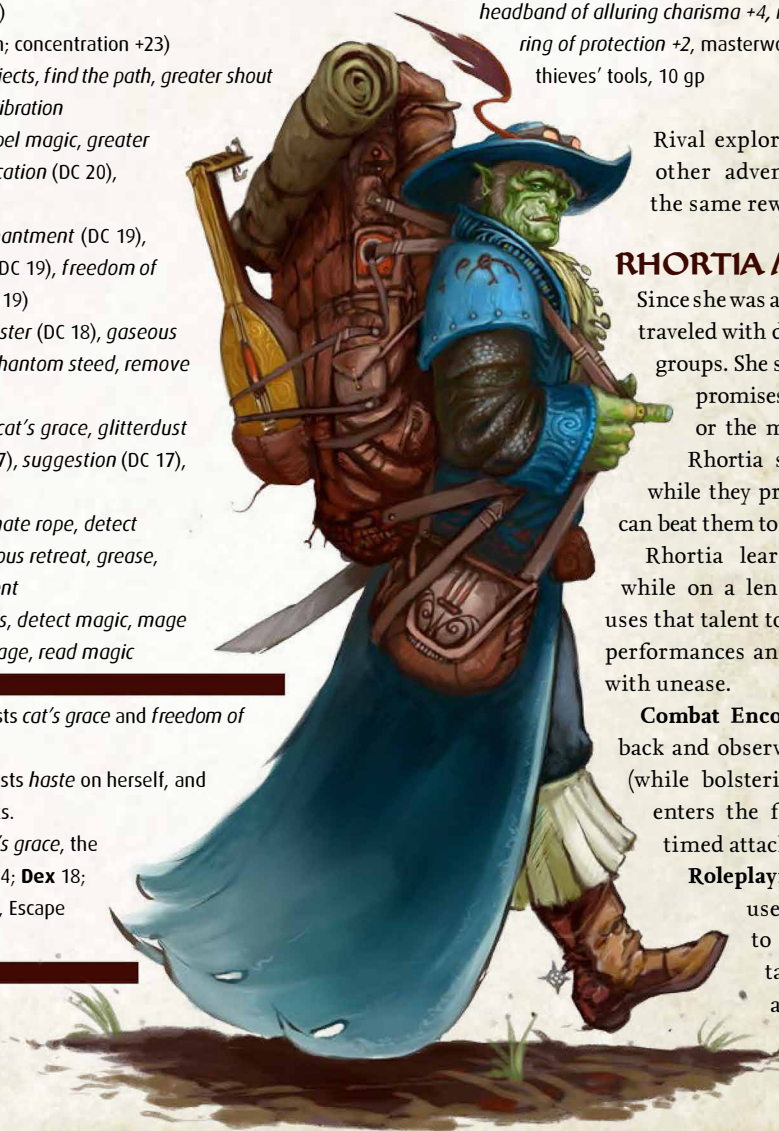 )
n; concentration +23)
jects, find the path, greater shout
ibration
pel magic, greater
cation (DC 20),
antment (DC 19),
DC 19), freedom of
19)
ster (DC 18), gaseous
hantom steed, remove
cat's grace, glitterdust
7), suggestion (DC 17),
nate rope, detect
ous retreat, grease,
ent
s, detect magic, mage
age, read magic
sts cat's grace and freedom of
sts haste on herself, and
ks.
's grace, the
4; Dex 18;
, Escape
headband of alluring charisma +4,
ring of protection +2, masterwo
thieves' tools, 10 gp
Rival explor
other adven
the same rew
RHORTIA
Since she was a
traveled with d
groups. She s
promises
or the m
Rhortia s
while they pr
can beat them to
Rhortia lear
while on a len
uses that talent to
performances an
with unease.
Combat Enco
back and observ
(while bolsteri
enters the f
timed attach
Roleplay
use
to
ta
a